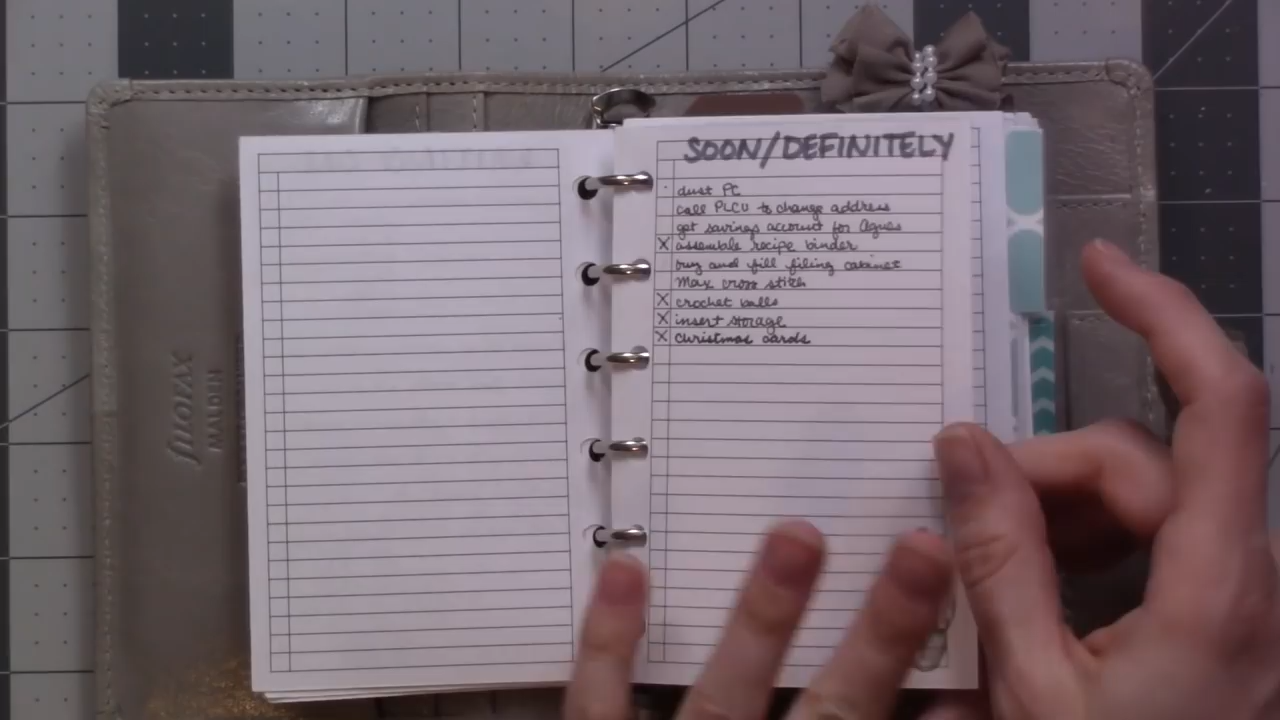 SOON/DEFINITELY
· dust PC
call PLCU to change address
get savings account for Agnes
X assemble recipe binder
buy and fill filing cabinet
Max cross stitch
X crochet balls
X insert storage
X christmas cards
filofax
MALDEN